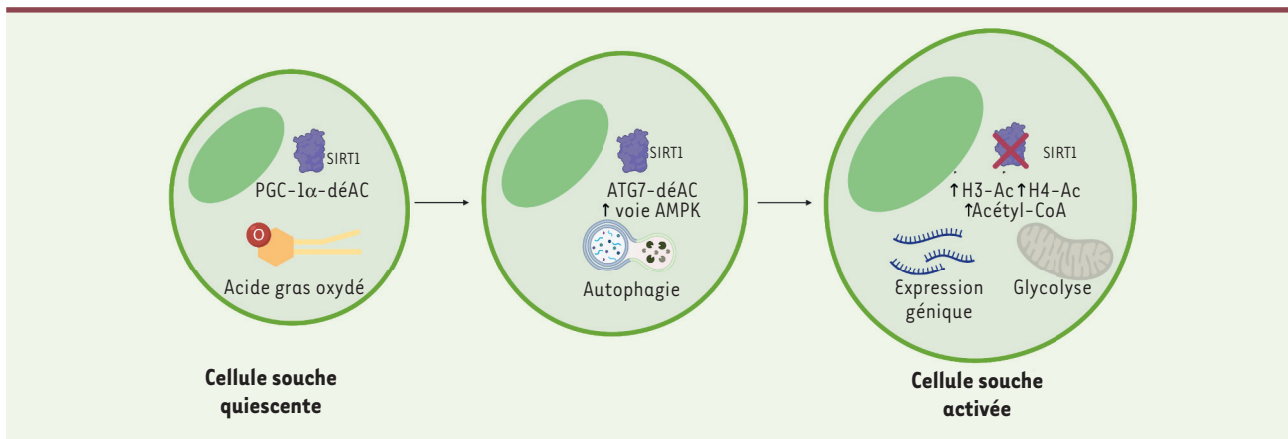 SIRT1
PGC-1α-déAC
O
Acide gras oxydé
Cellule souche
quiescente
SIRT1
ATG7-déAC
↑ voie AMPK
Autophagie
SIRT1
↑H3-Ac↑H4-Ac
↑Acétyl-CoA
Expression
génique
Glycolyse
Cellule souche
activée